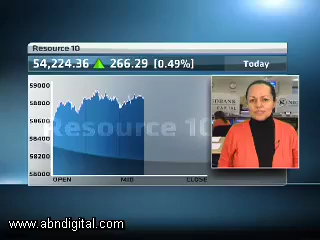 Resource 10
54,224.36 266.29 [0.49%] Today
59000
58800
58600
58400
58200
58000
Resource 10
OPEN MID CLOSE
www.abndigital.com